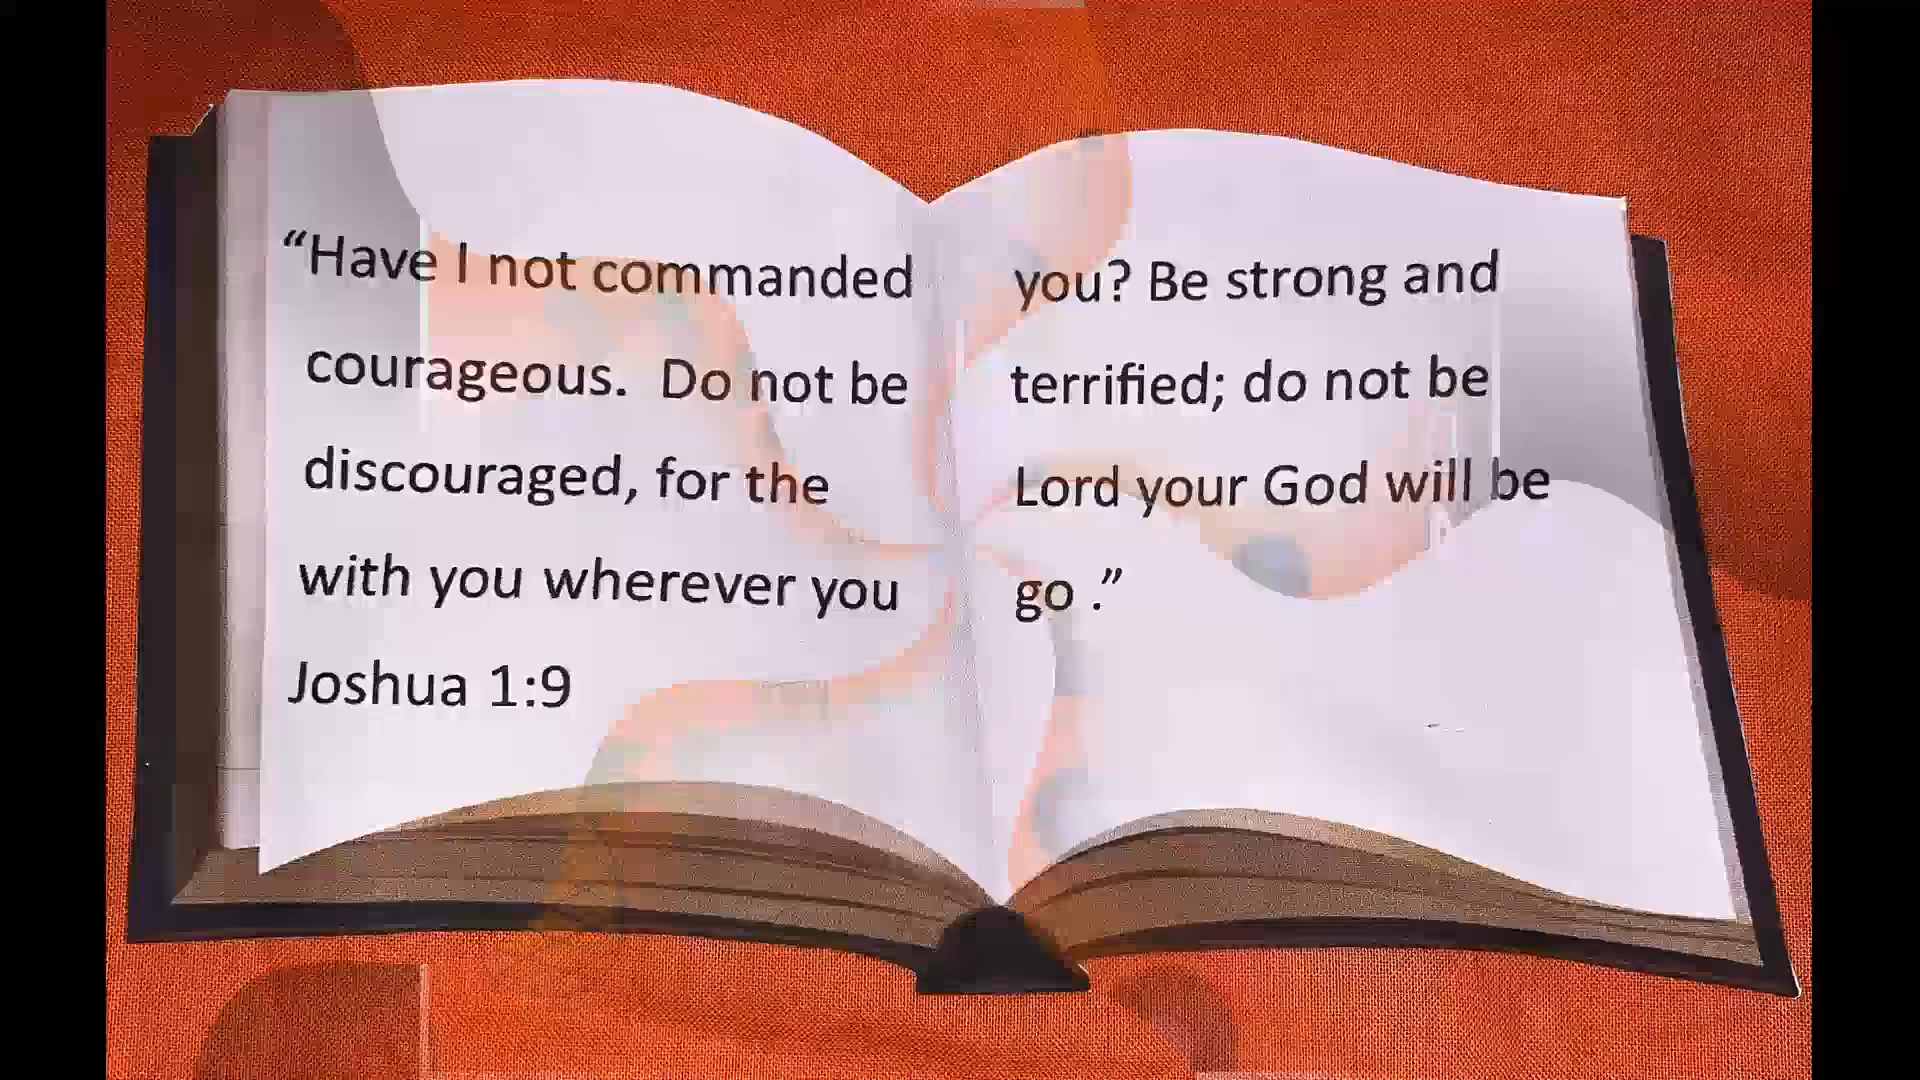 “Have I not commanded you? Be strong and
courageous. Do not be terrified; do not be
discouraged, for the Lord your God will be
with you wherever you go .”
Joshua 1:9